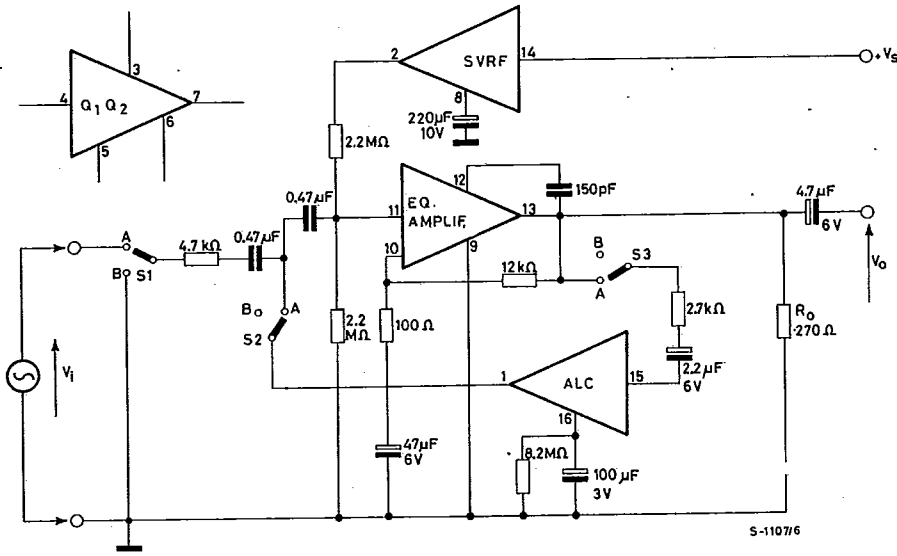 3
4
Q1 Q2
7
6
5
2
SVRF
14
+Vs
8
220µF
10V
2.2MΩ
12
150pF
4.7µF
6V
0.47µF
11
EQ.
AMPLIF.
13
Vo
A
4.7kΩ
0.47µF
10
9
B
S3
12kΩ
A
B
S1
Bo
A
S2
2.2
MΩ
100Ω
2.7kΩ
Ro
270Ω
Vi
1
ALC
15
2.2µF
6V
16
47µF
6V
8.2MΩ
100µF
3V
S-1107/6